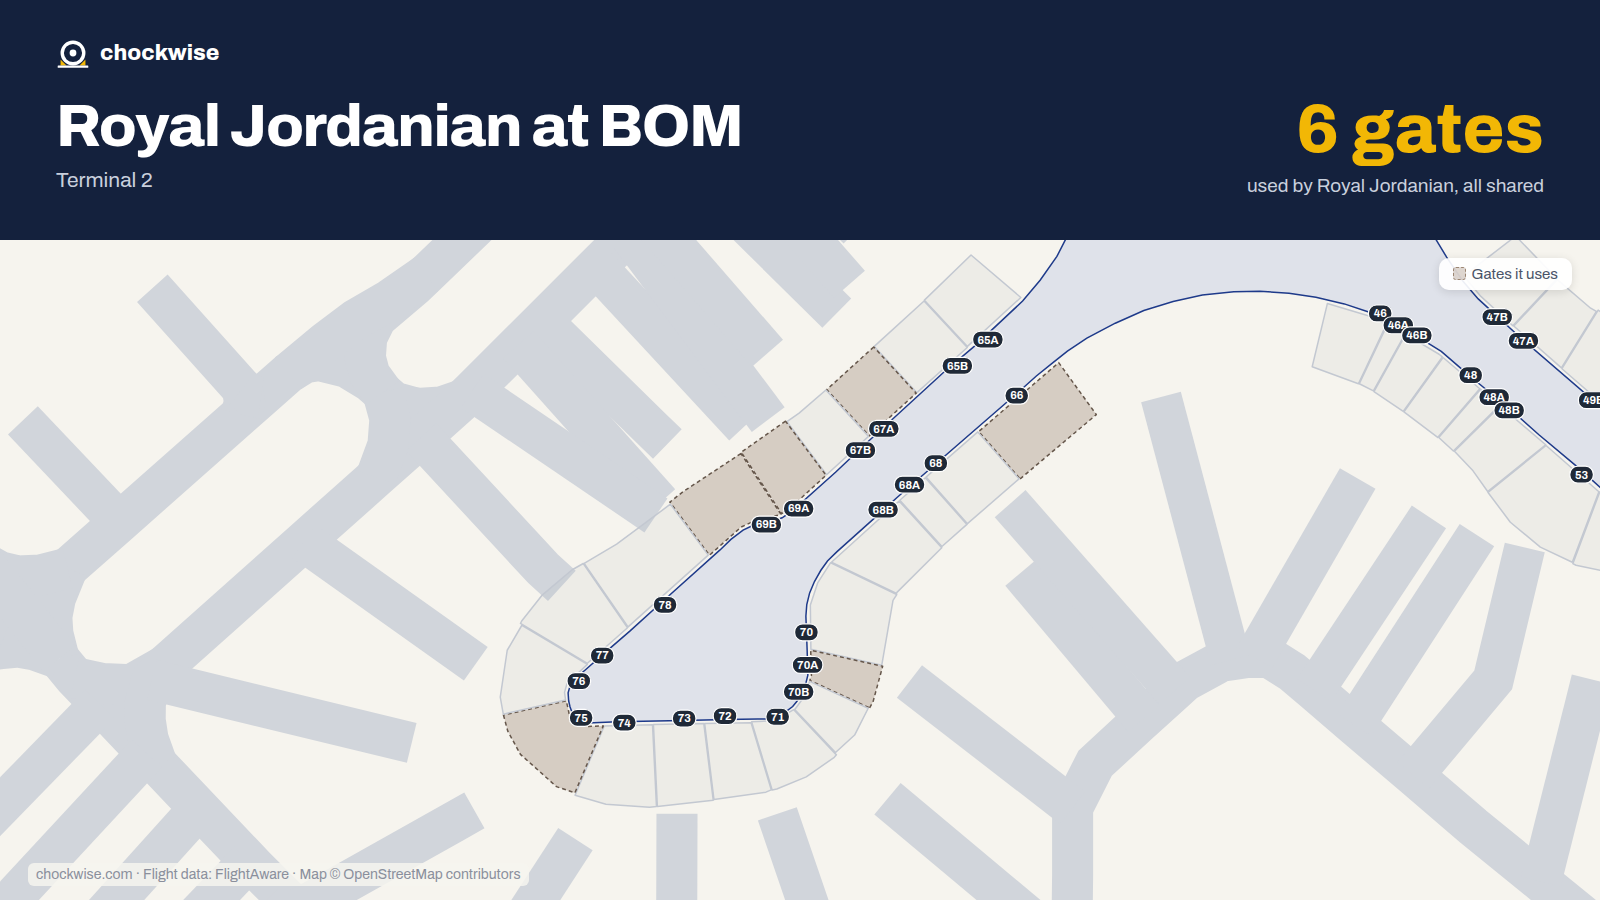 chockwise
Royal Jordanian at BOM
Terminal 2
6 gates
used by Royal Jordanian, all shared
Gates it uses
46
46A
46B
47B
47A
48
48A
48B
49B
53
65A
65B
66
67A
67B
68
68A
68B
69A
69B
78
77
76
75
74
73
72
71
70
70A
70B
chockwise.com · Flight data: FlightAware · Map © OpenStreetMap contributors